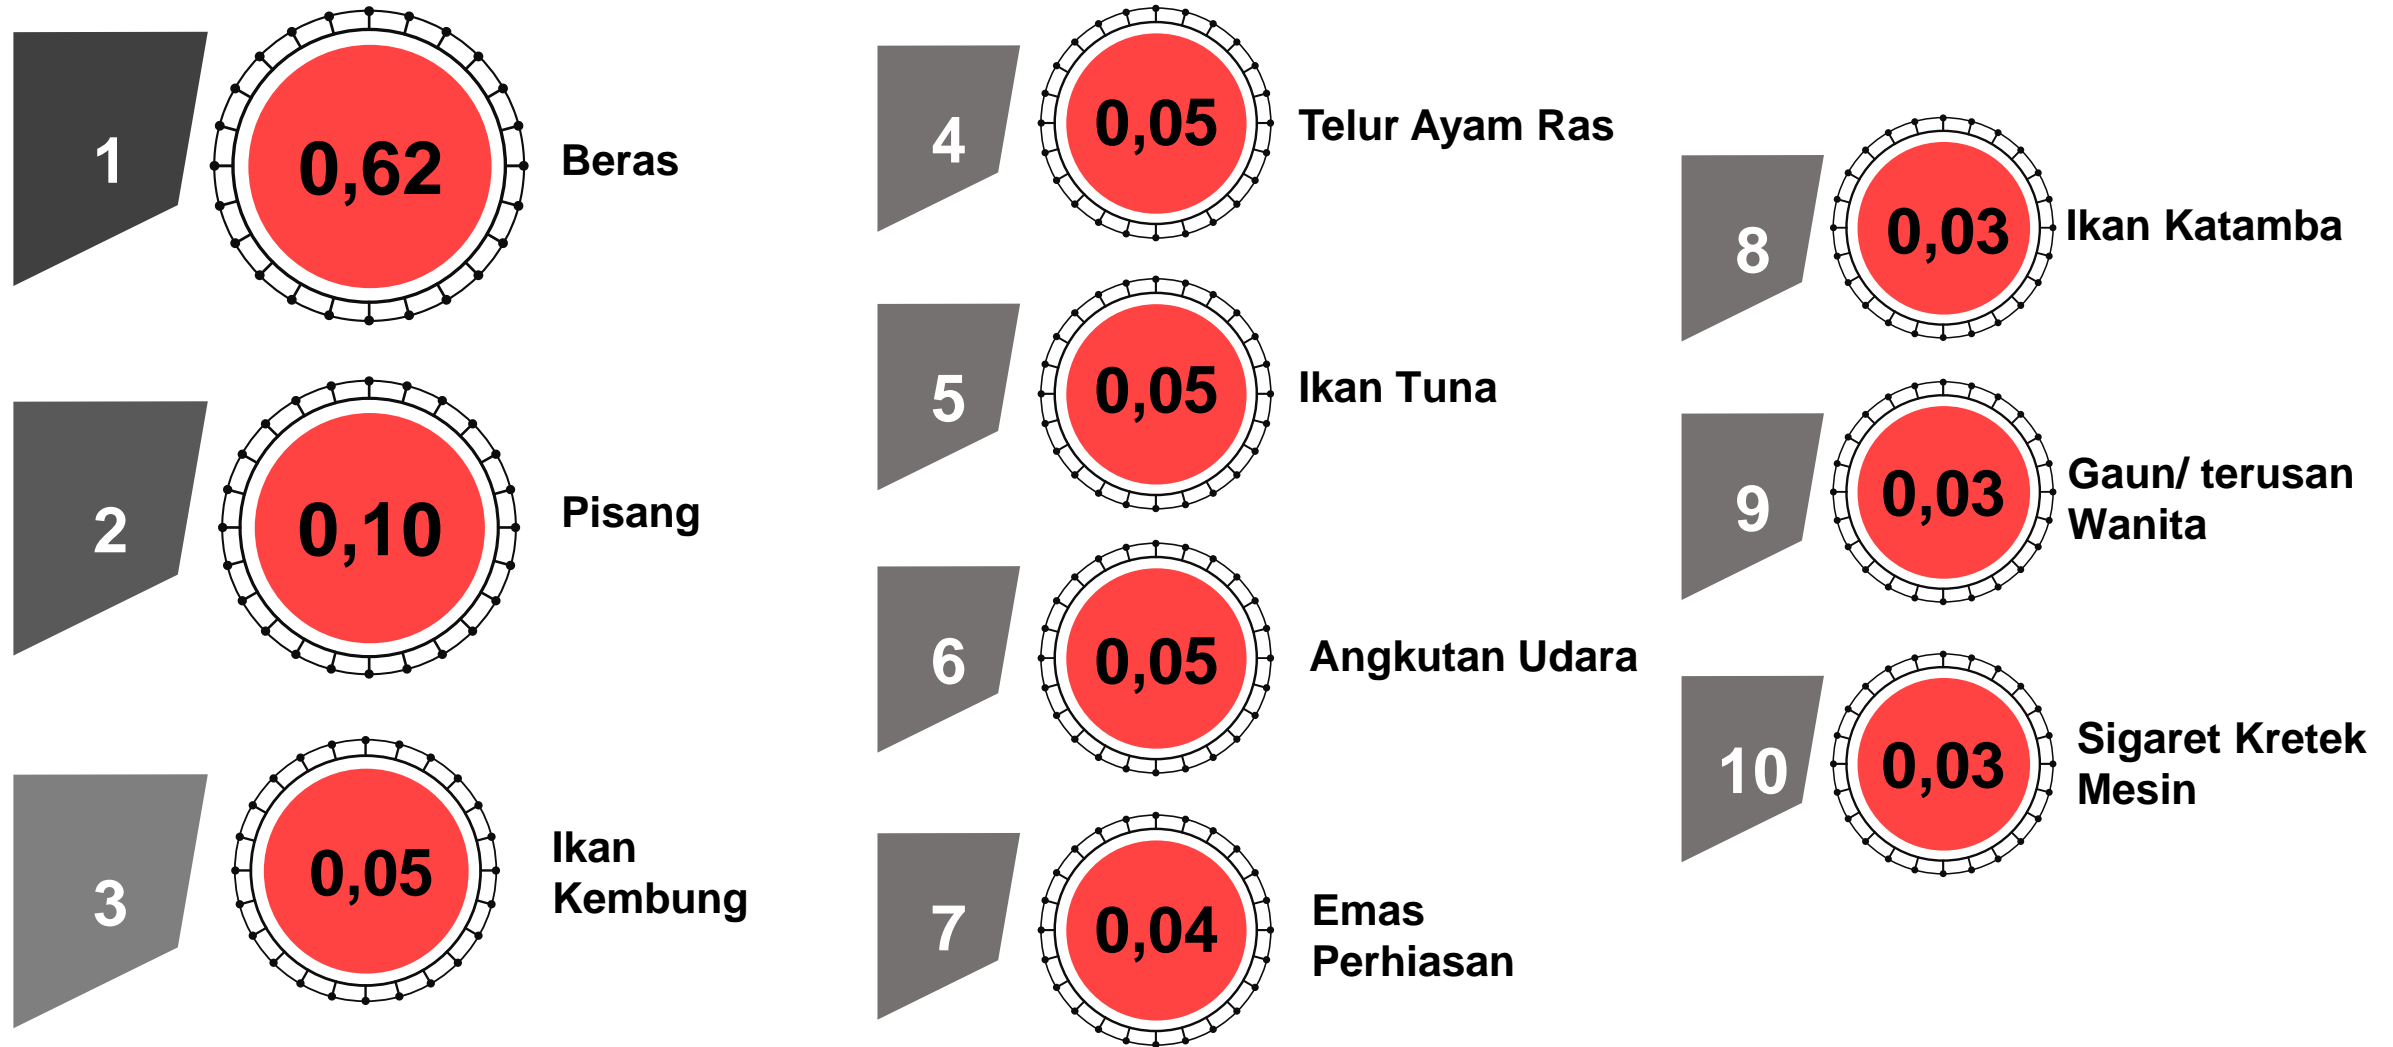 1
0,62
Beras
2
0,10
Pisang
3
0,05
Ikan
Kembung
4
0,05
Telur Ayam Ras
5
0,05
Ikan Tuna
6
0,05
Angkutan Udara
7
0,04
Emas
Perhiasan
8
0,03
Ikan Katamba
9
0,03
Gaun/ terusan
Wanita
10
0,03
Sigaret Kretek
Mesin